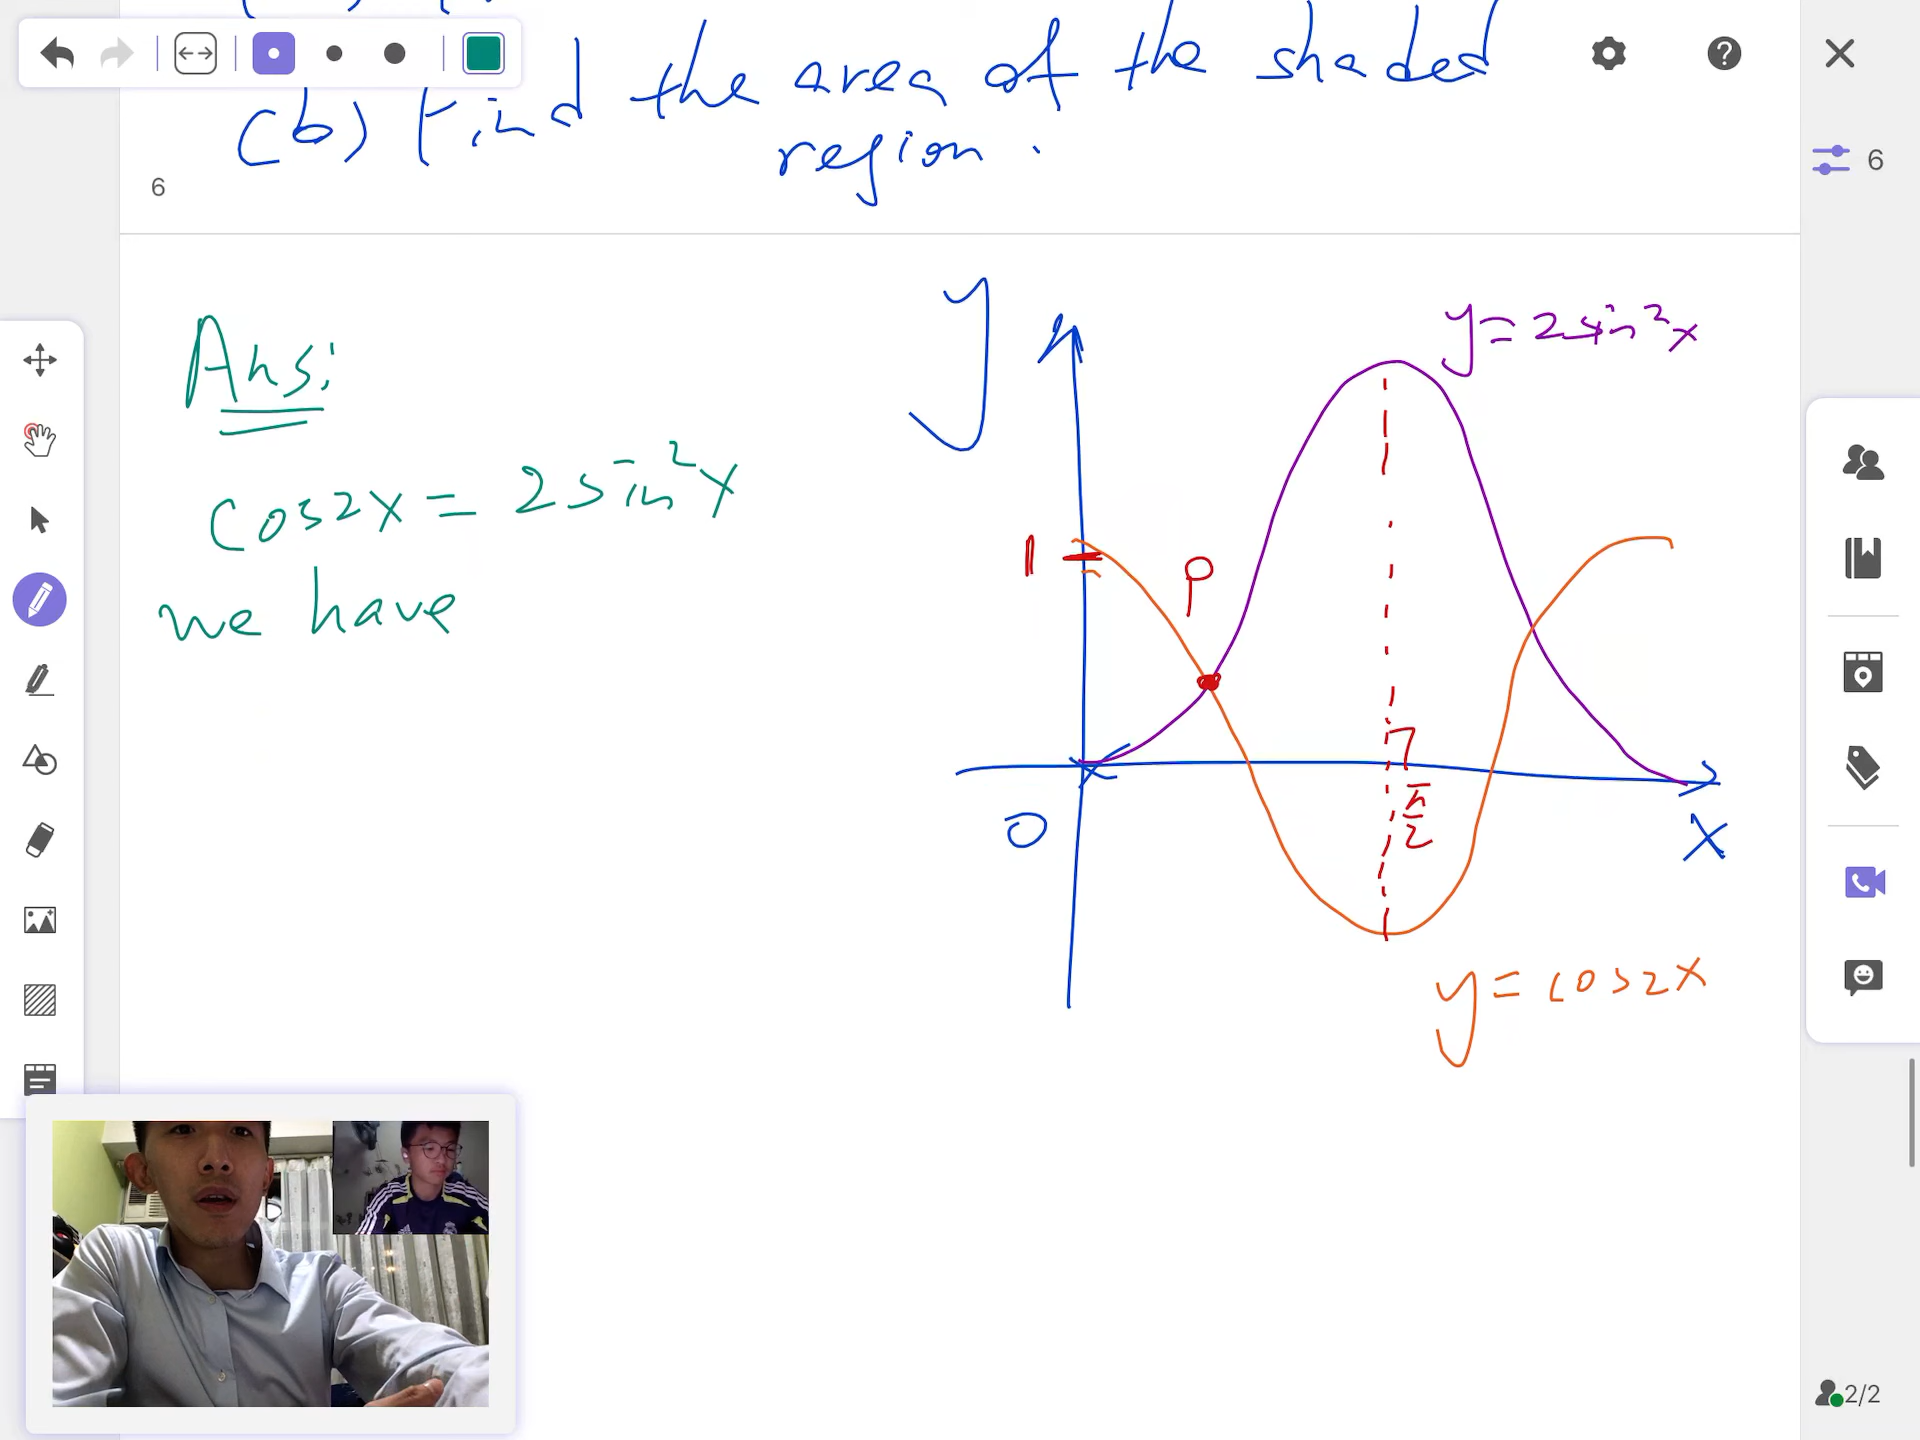 (b) Find the area of the shaded
region.
6
6
Ans:
cos2x = 2sin²x
we have
y
y = 2sin²x
1
P
π/2
O
x
y = cos2x
2/2